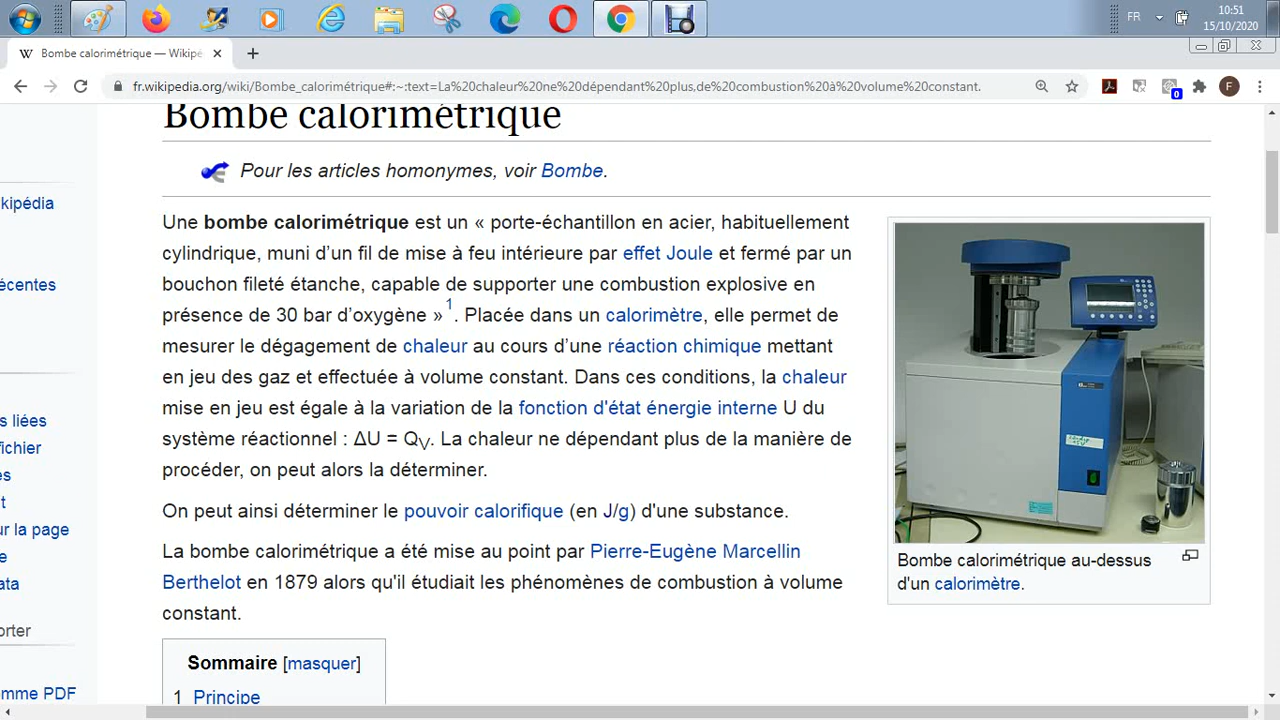 FR
10:51
15/10/2020
Bombe calorimétrique — Wikipé
fr.wikipedia.org/wiki/Bombe_calorimétrique#:~:text=La%20chaleur%20ne%20dépendant%20plus,de%20combustion%20à%20volume%20constant.
0
F
Bombe calorimétrique
Pour les articles homonymes, voir Bombe.
kipédia
écentes
s liées
fichier
es
t
ur la page
e
ata
orter
omme PDF
Une bombe calorimétrique est un « porte-échantillon en acier, habituellement
cylindrique, muni d’un fil de mise à feu intérieure par effet Joule et fermé par un
bouchon fileté étanche, capable de supporter une combustion explosive en
présence de 30 bar d’oxygène »1. Placée dans un calorimètre, elle permet de
mesurer le dégagement de chaleur au cours d’une réaction chimique mettant
en jeu des gaz et effectuée à volume constant. Dans ces conditions, la chaleur
mise en jeu est égale à la variation de la fonction d'état énergie interne U du
système réactionnel : ΔU = QV. La chaleur ne dépendant plus de la manière de
procéder, on peut alors la déterminer.
On peut ainsi déterminer le pouvoir calorifique (en J/g) d'une substance.
La bombe calorimétrique a été mise au point par Pierre-Eugène Marcellin
Berthelot en 1879 alors qu'il étudiait les phénomènes de combustion à volume
constant.
Bombe calorimétrique au-dessus
d'un calorimètre.
Sommaire [masquer]
1 Principe